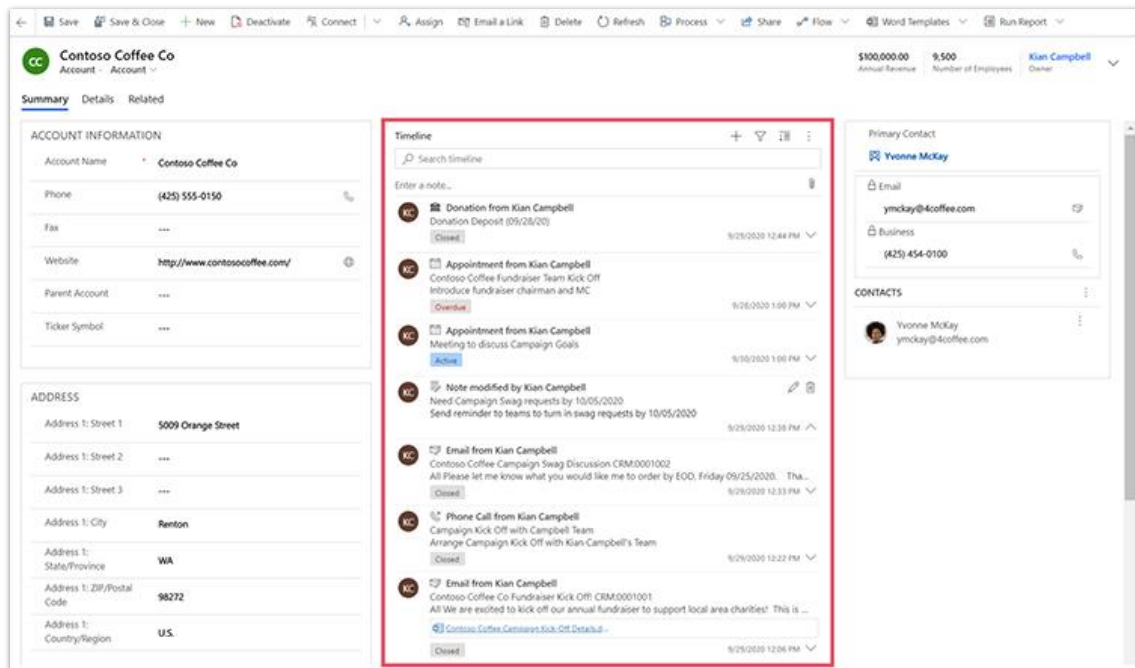 Save Save & Close New Deactivate Connect Assign Email a Link Delete Refresh Process Share Flow Word Templates Run Report
CC
Contoso Coffee Co
Account · Account
$100,000.00 9,500 Kian Campbell
Annual Revenue Number of Employees Owner
Summary Details Related
ACCOUNT INFORMATION
Account Name * Contoso Coffee Co
Phone (425) 555-0150
Fax ---
Website http://www.contosocoffee.com/
Parent Account ---
Ticker Symbol ---
ADDRESS
Address 1: Street 1 5009 Orange Street
Address 1: Street 2 ---
Address 1: Street 3 ---
Address 1: City Renton
Address 1:
State/Province WA
Address 1: ZIP/Postal
Code 98272
Address 1:
Country/Region U.S.
Timeline
Search timeline
Enter a note...
KC
Donation from Kian Campbell
Donation Deposit (09/28/20)
Closed 9/29/2020 12:44 PM
KC
Appointment from Kian Campbell
Contoso Coffee Fundraiser Team Kick Off
Introduce fundraiser chairman and MC
Overdue 9/28/2020 1:00 PM
KC
Appointment from Kian Campbell
Meeting to discuss Campaign Goals
Active 9/30/2020 1:00 PM
KC
Note modified by Kian Campbell
Need Campaign Swag requests by 10/05/2020
Send reminder to teams to turn in swag requests by 10/05/2020
9/29/2020 12:38 PM
KC
Email from Kian Campbell
Contoso Coffee Campaign Swag Discussion CRM:0001002
All Please let me know what you would like me to order by EOD, Friday 09/25/2020. Tha...
Closed 9/29/2020 12:33 PM
KC
Phone Call from Kian Campbell
Campaign Kick Off with Campbell Team
Arrange Campaign Kick Off with Kian Campbell's Team
Closed 9/29/2020 12:22 PM
KC
Email from Kian Campbell
Contoso Coffee Co Fundraiser Kick Off! CRM:0001001
All We are excited to kick off our annual fundraiser to support local area charities! This is ...
Contoso Coffee Campaign Kick-Off Details.d...
Closed 9/29/2020 12:06 PM
Primary Contact
Yvonne McKay
Email
ymckay@4coffee.com
Business
(425) 454-0100
CONTACTS
Yvonne McKay
ymckay@4coffee.com